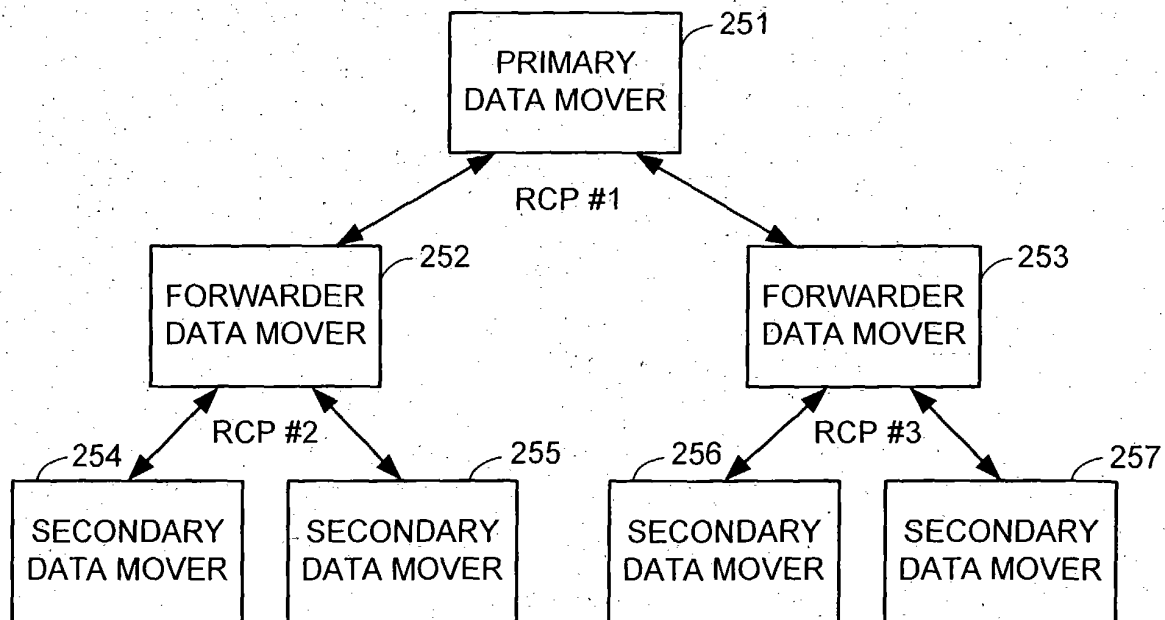 251
PRIMARY
DATA MOVER
RCP #1
252
253
FORWARDER
DATA MOVER
FORWARDER
DATA MOVER
RCP #2
RCP #3
254
255
256
257
SECONDARY
DATA MOVER
SECONDARY
DATA MOVER
SECONDARY
DATA MOVER
SECONDARY
DATA MOVER